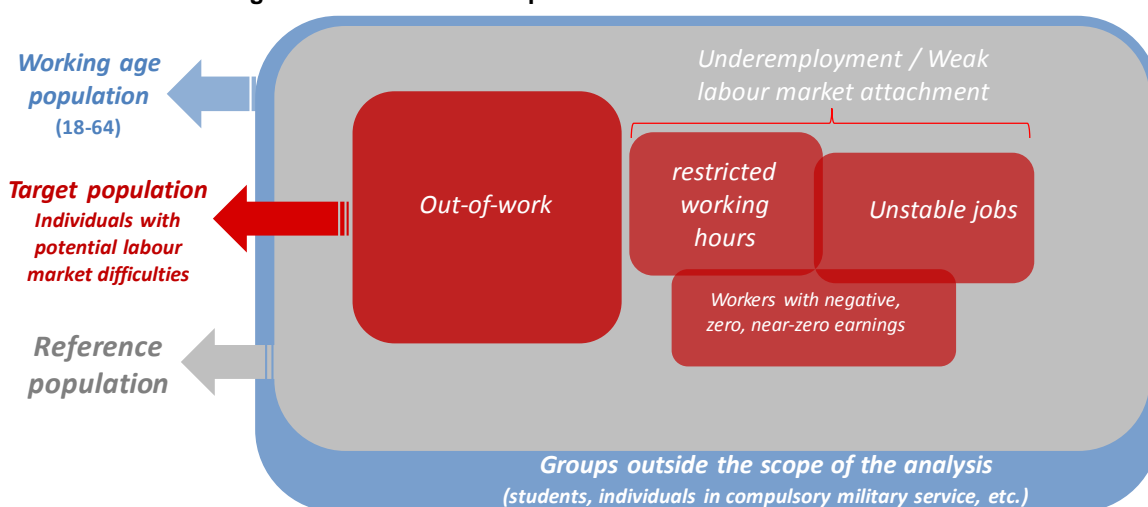 Underemployment / Weak
labour market attachment
Working age
population
(18-64)
Target population
Individuals with
potential labour
market difficulties
Out-of-work
restricted
working
hours
Unstable jobs
Workers with negative,
zero, near-zero earnings
Reference
population
Groups outside the scope of the analysis
(students, individuals in compulsory military service, etc.)